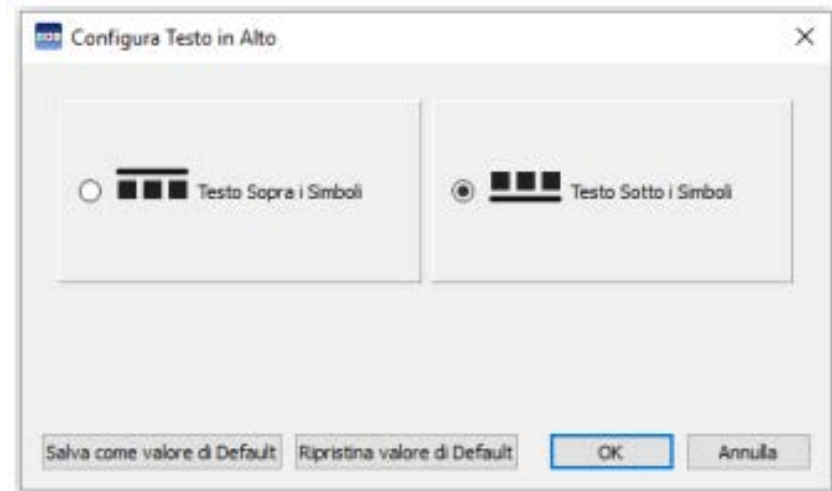 Configura Testo in Alto
Testo Sopra i Simboli
Testo Sotto i Simboli
Salva come valore di Default
Ripristina valore di Default
OK
Annulla